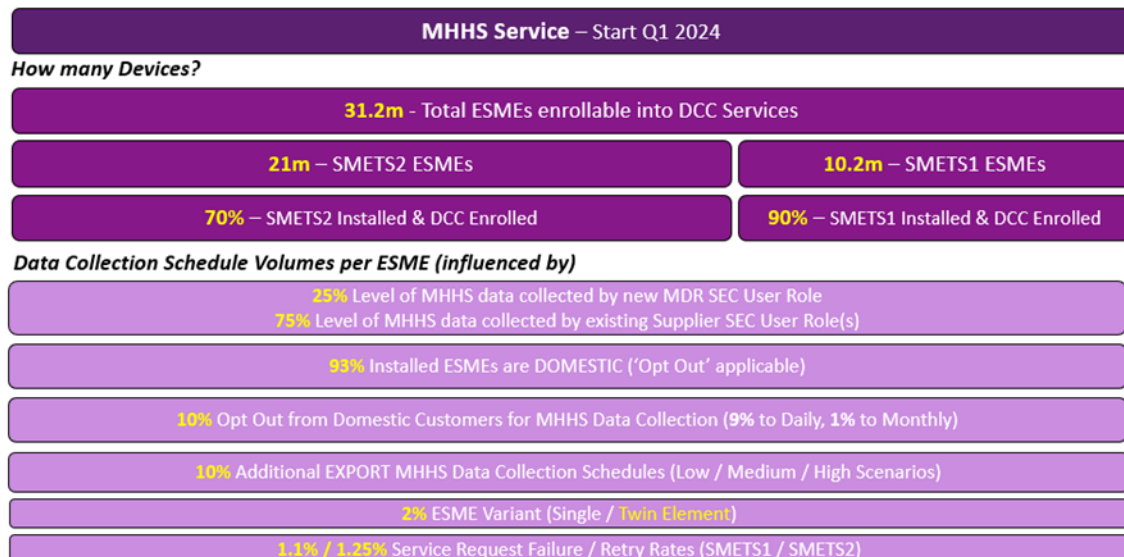 MHHS Service – Start Q1 2024
How many Devices?
31.2m - Total ESMEs enrollable into DCC Services
21m – SMETS2 ESMEs
10.2m – SMETS1 ESMEs
70% – SMETS2 Installed & DCC Enrolled
90% – SMETS1 Installed & DCC Enrolled
Data Collection Schedule Volumes per ESME (influenced by)
25% Level of MHHS data collected by new MDR SEC User Role
75% Level of MHHS data collected by existing Supplier SEC User Role(s)
93% Installed ESMEs are DOMESTIC (‘Opt Out’ applicable)
10% Opt Out from Domestic Customers for MHHS Data Collection (9% to Daily, 1% to Monthly)
10% Additional EXPORT MHHS Data Collection Schedules (Low / Medium / High Scenarios)
2% ESME Variant (Single / Twin Element)
1.1% / 1.25% Service Request Failure / Retry Rates (SMETS1 / SMETS2)